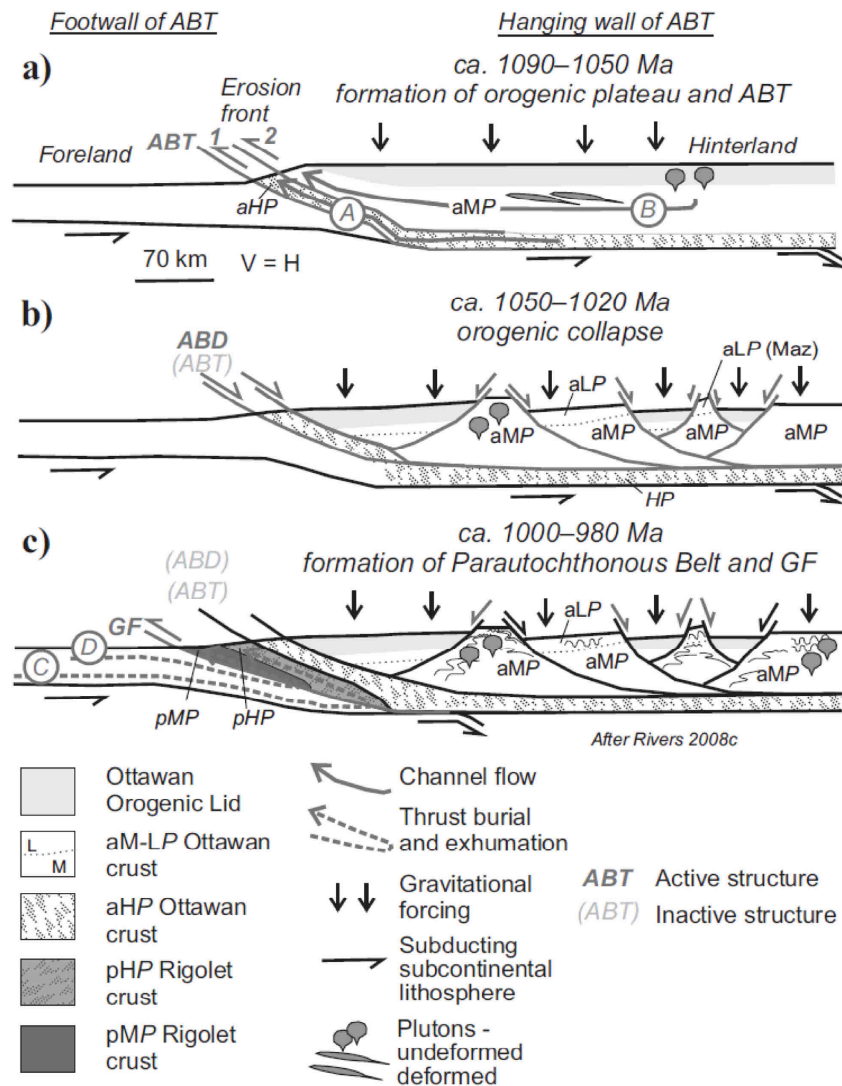 Footwall of ABT
Hanging wall of ABT
a)
ca. 1090–1050 Ma
formation of orogenic plateau and ABT
Erosion
front
ABT 1 2
Foreland
Hinterland
aHP
A
aMP
B
70 km
V = H
b)
ca. 1050–1020 Ma
orogenic collapse
ABD
(ABT)
aLP (Maz)
aLP
aMP
aMP
aMP
aMP
HP
c)
ca. 1000–980 Ma
formation of Parautochthonous Belt and GF
(ABD)
(ABT)
GF
aLP
D
C
aMP
aMP
aMP
pMP
pHP
After Rivers 2008c
Ottawan
Orogenic Lid
L
M
aM-LP Ottawan
crust
aHP Ottawan
crust
pHP Rigolet
crust
pMP Rigolet
crust
Channel flow
Thrust burial
and exhumation
Gravitational
forcing
Subducting
subcontinental
lithosphere
Plutons -
undeformed
deformed
ABT Active structure
(ABT) Inactive structure